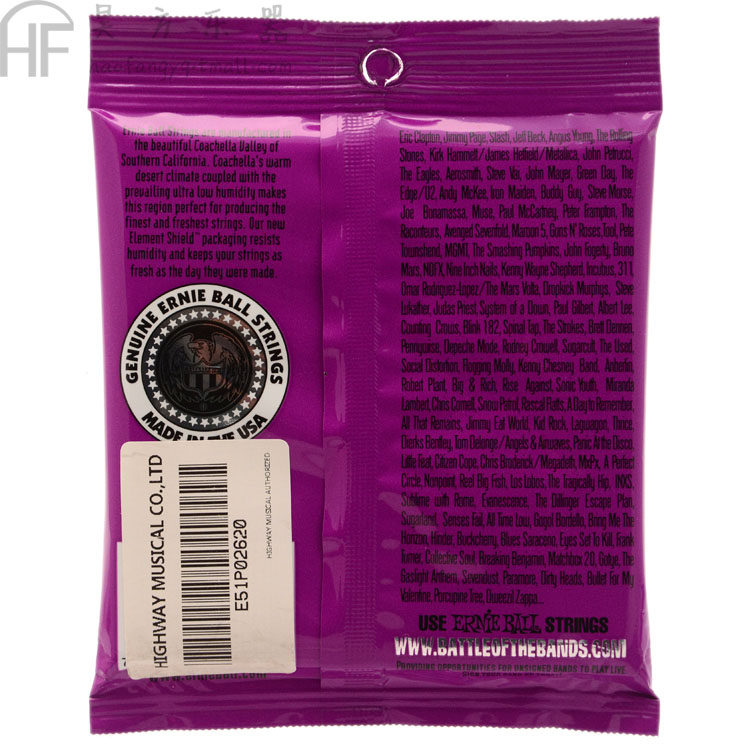 HF
昊方乐器
Ernie Ball Strings are manufactured in
the beautiful Coachella Valley of
Southern California. Coachella's warm
desert climate coupled with the
prevailing ultra low humidity makes
this region perfect for producing the
finest and freshest strings. Our new
Element Shield™ packaging resists
humidity and keeps your strings as
fresh as the day they were made.
GENUINE ERNIE BALL STRINGS
MADE IN THE USA
HIGHWAY MUSICAL CO.,LTD
E51P02620
HIGHWAY MUSICAL AUTHORIZED
www.ernieball.com
Eric Clapton, Jimmy Page, Slash, Jeff Beck, Angus Young, The Rolling
Stones, Kirk Hammett/James Hetfield/Metallica, John Petrucci,
The Eagles, Aerosmith, Steve Vai, John Mayer, Green Day, The
Edge/U2, Andy McKee, Iron Maiden, Buddy Guy, Steve Morse,
Joe Bonamassa, Muse, Paul McCartney, Peter Frampton, The
Raconteurs, Avenged Sevenfold, Maroon 5, Guns N' Roses, Tool, Pete
Townshend, MGMT, The Smashing Pumpkins, John Fogerty, Bruno
Mars, NOFX, Nine Inch Nails, Kenny Wayne Shepherd, Incubus, 311,
Omar Rodriguez-Lopez/The Mars Volta, Dropkick Murphys, Steve
Lukather, Judas Priest, System of a Down, Paul Gilbert, Albert Lee,
Counting Crows, Blink 182, Spinal Tap, The Strokes, Brett Dennen,
Pennywise, Depeche Mode, Rodney Crowell, Sugarcult, The Used,
Social Distortion, Flogging Molly, Kenny Chesney Band, Anberlin,
Robert Plant, Big & Rich, Rise Against, Sonic Youth, Miranda
Lambert, Chris Cornell, Snow Patrol, Rascal Flatts, A Day to Remember,
All That Remains, Jimmy Eat World, Kid Rock, Lagwagon, Thrice,
Dierks Bentley, Tom Delonge/Angels & Airwaves, Panic At the Disco,
Little Feat, Citizen Cope, Chris Broderick/Megadeth, MxPx, A Perfect
Circle, Nonpoint, Reel Big Fish, Los Lobos, The Tragically Hip, INXS,
Sublime with Rome, Evanescence, The Dillinger Escape Plan,
Sugarland, Senses Fail, All Time Low, Gogol Bordello, Bring Me The
Horizon, Hinder, Buckcherry, Blues Saraceno, Eyes Set To Kill, Frank
Turner, Collective Soul, Breaking Benjamin, Matchbox 20, Gotye, The
Gaslight Anthem, Sevendust, Paramore, Dirty Heads, Bullet For My
Valentine, Porcupine Tree, Dweezil Zappa...
USE ERNIE BALL STRINGS
WWW.BATTLEOFTHEBANDS.COM
PROVIDING OPPORTUNITIES FOR UNSIGNED BANDS TO PLAY LIVE.